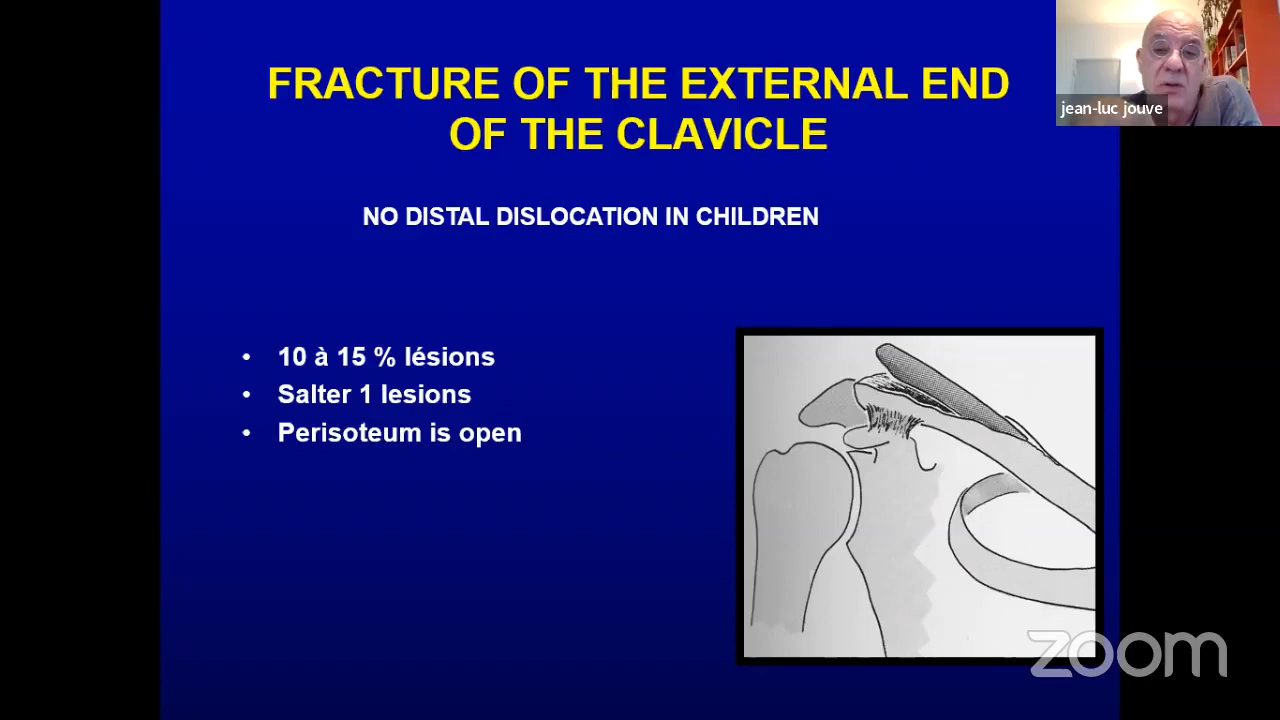 FRACTURE OF THE EXTERNAL END
OF THE CLAVICLE
jean-luc jouve
NO DISTAL DISLOCATION IN CHILDREN
• 10 à 15 % lésions
• Salter 1 lesions
• Perisoteum is open
zoom